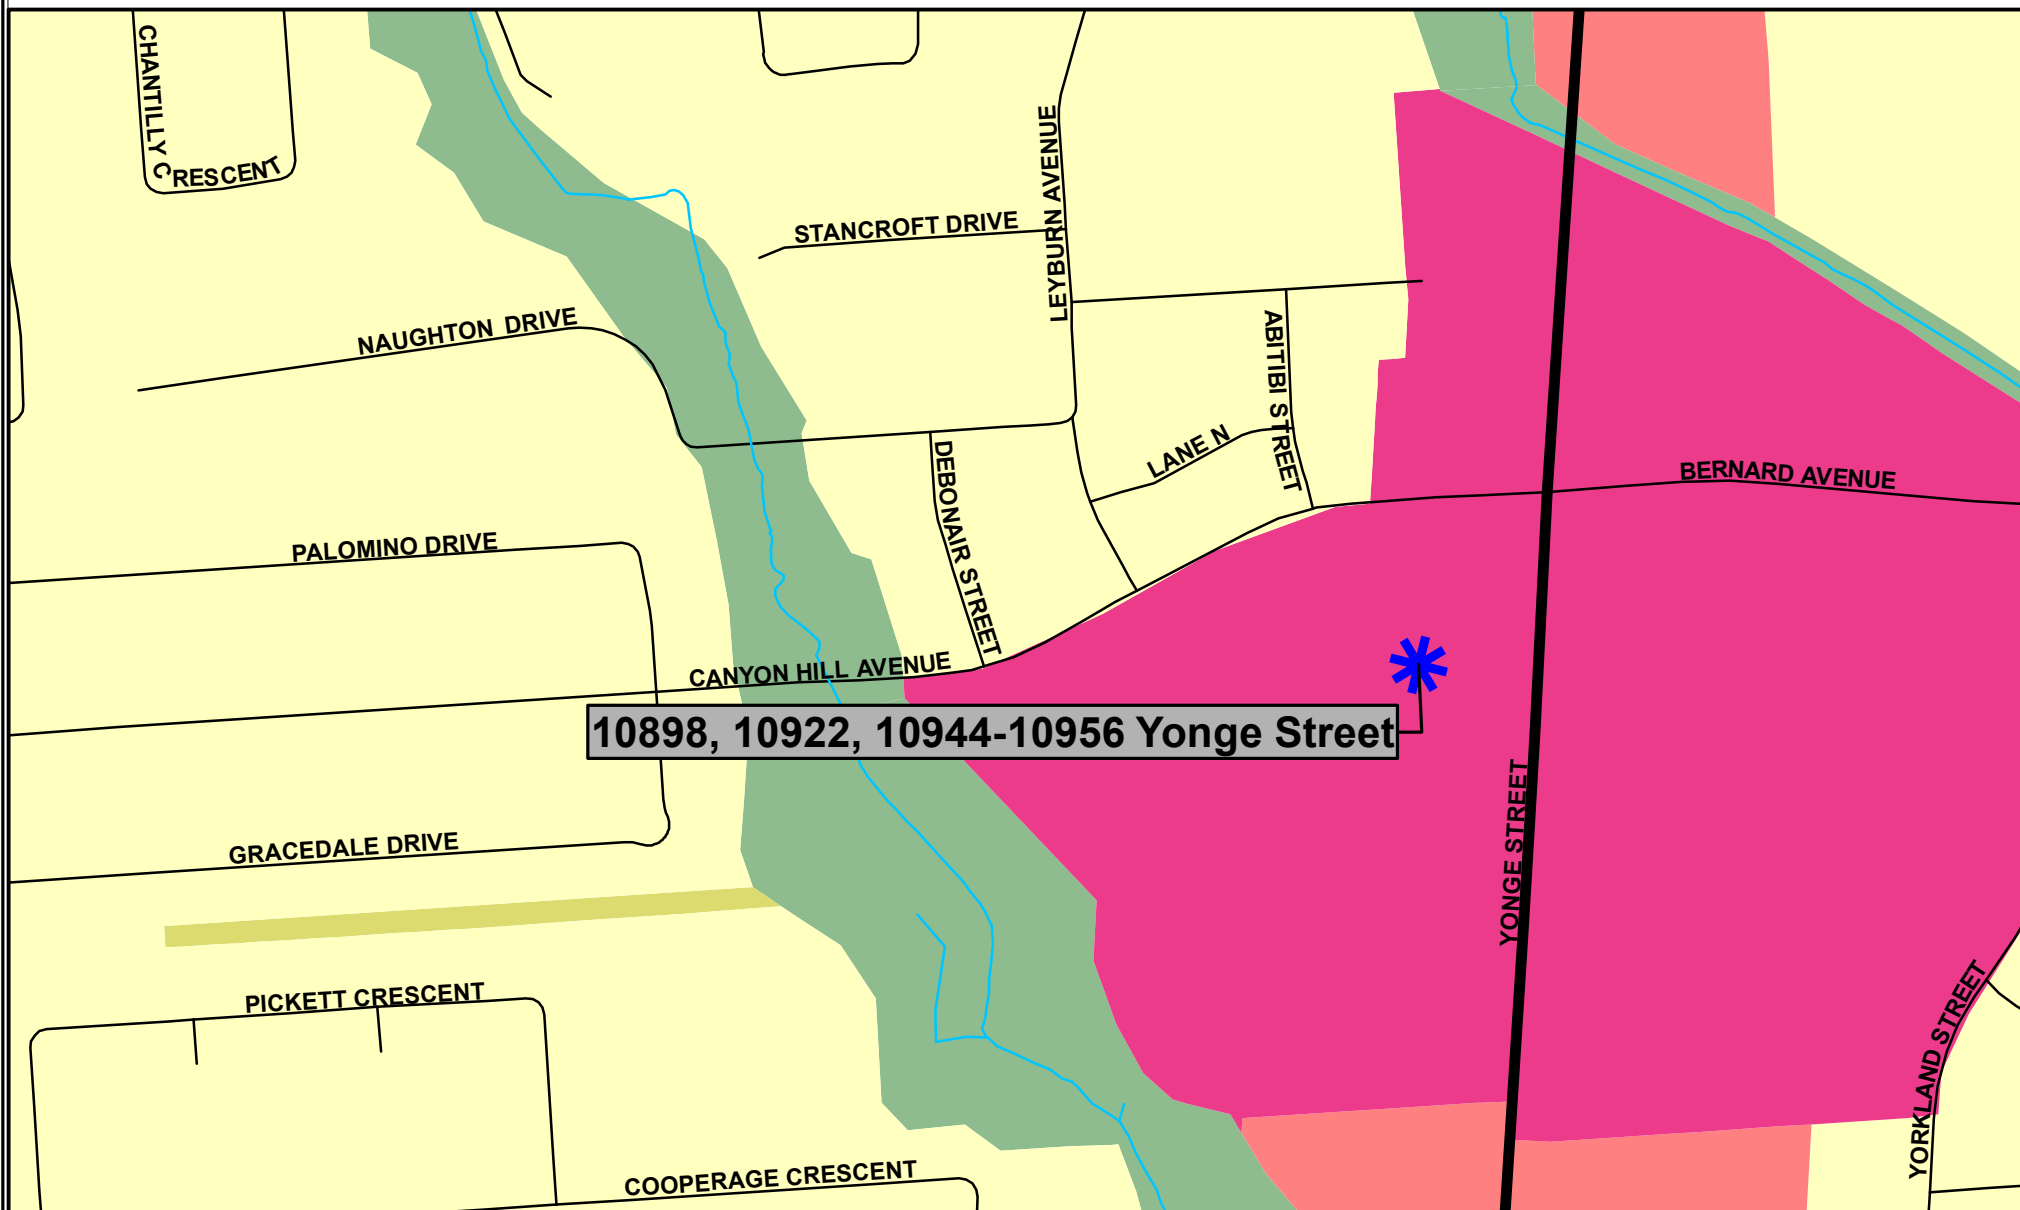 CHANTILLY CRESCENT
LEYBURN AVENUE
STANCROFT DRIVE
NAUGHTON DRIVE
ABITIBI STREET
LANE N
DEBONAIR STREET
BERNARD AVENUE
PALOMINO DRIVE
CANYON HILL AVENUE
10898, 10922, 10944-10956 Yonge Street
YONGE STREET
GRACEDALE DRIVE
PICKETT CRESCENT
YORKLAND STREET
COOPERAGE CRESCENT